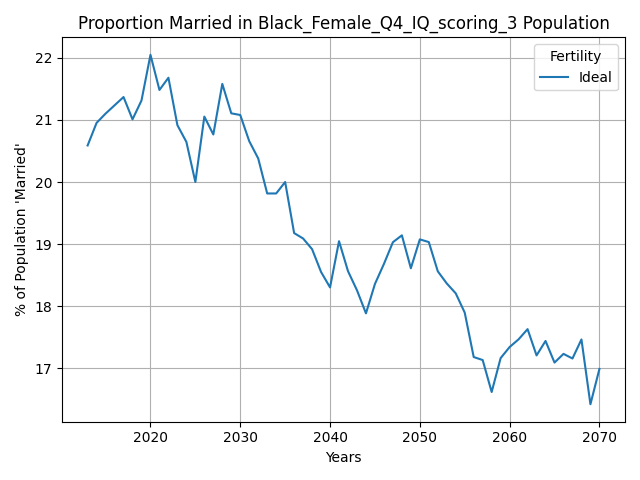 Proportion Married in Black_Female_Q4_IQ_scoring_3 Population
Fertility
Ideal
% of Population 'Married'
22
21
20
19
18
17
2020 2030 2040 2050 2060 2070
Years